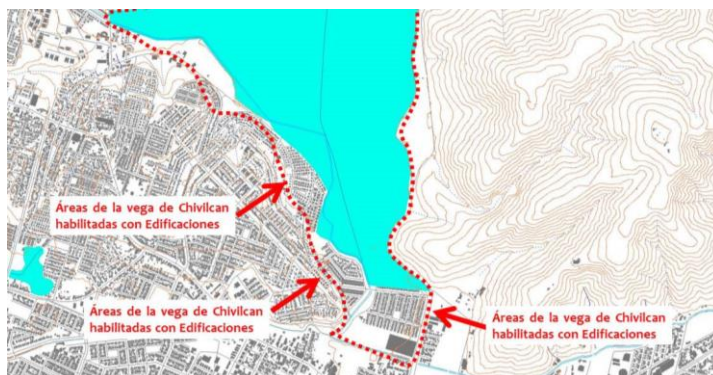 Áreas de la vega de Chivilcan
habilitadas con Edificaciones
Áreas de la vega de Chivilcan
habilitadas con Edificaciones
Áreas de la vega de Chivilcan
habilitadas con Edificaciones